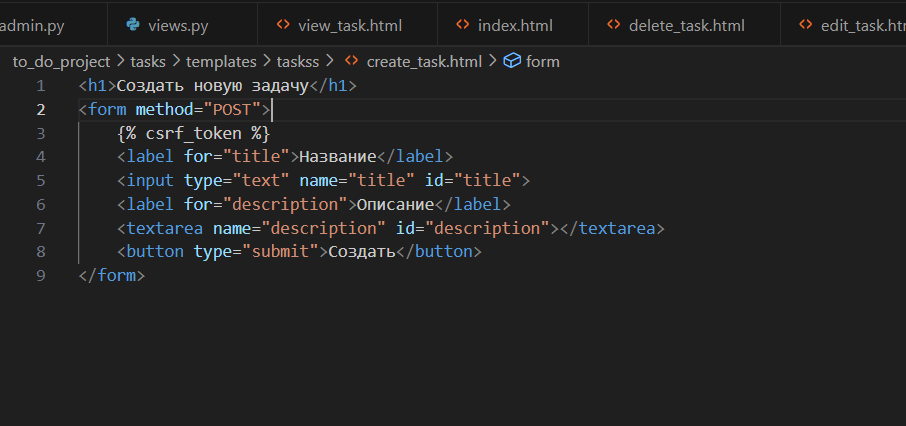 admin.py views.py view_task.html index.html delete_task.html edit_task.htm
to_do_project > tasks > templates > taskss > create_task.html > form
1 <h1>Создать новую задачу</h1>
2 <form method="POST">
3 {% csrf_token %}
4 <label for="title">Название</label>
5 <input type="text" name="title" id="title">
6 <label for="description">Описание</label>
7 <textarea name="description" id="description"></textarea>
8 <button type="submit">Создать</button>
9 </form>